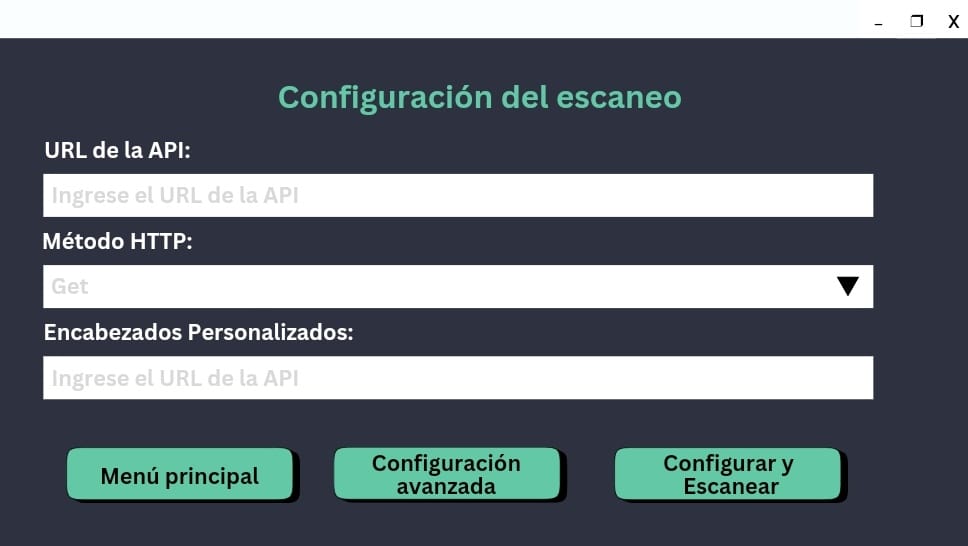 Configuración del escaneo
URL de la API:
Ingrese el URL de la API
Método HTTP:
Get
Encabezados Personalizados:
Ingrese el URL de la API
Menú principal
Configuración
avanzada
Configurar y
Escanear